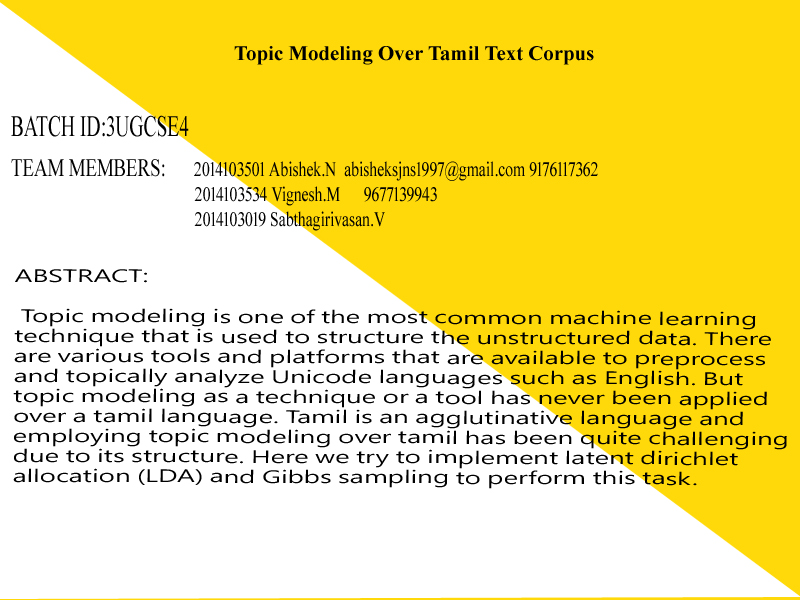 Topic Modeling Over Tamil Text Corpus
BATCH ID:3UGCSE4
TEAM MEMBERS: 2014103501 Abishek.N abisheksjns1997@gmail.com 9176117362
2014103534 Vignesh.M 9677139943
2014103019 Sabthagirivasan.V
ABSTRACT:
Topic modeling is one of the most common machine learning
technique that is used to structure the unstructured data. There
are various tools and platforms that are available to preprocess
and topically analyze Unicode languages such as English. But
topic modeling as a technique or a tool has never been applied
over a tamil language. Tamil is an agglutinative language and
employing topic modeling over tamil has been quite challenging
due to its structure. Here we try to implement latent dirichlet
allocation (LDA) and Gibbs sampling to perform this task.